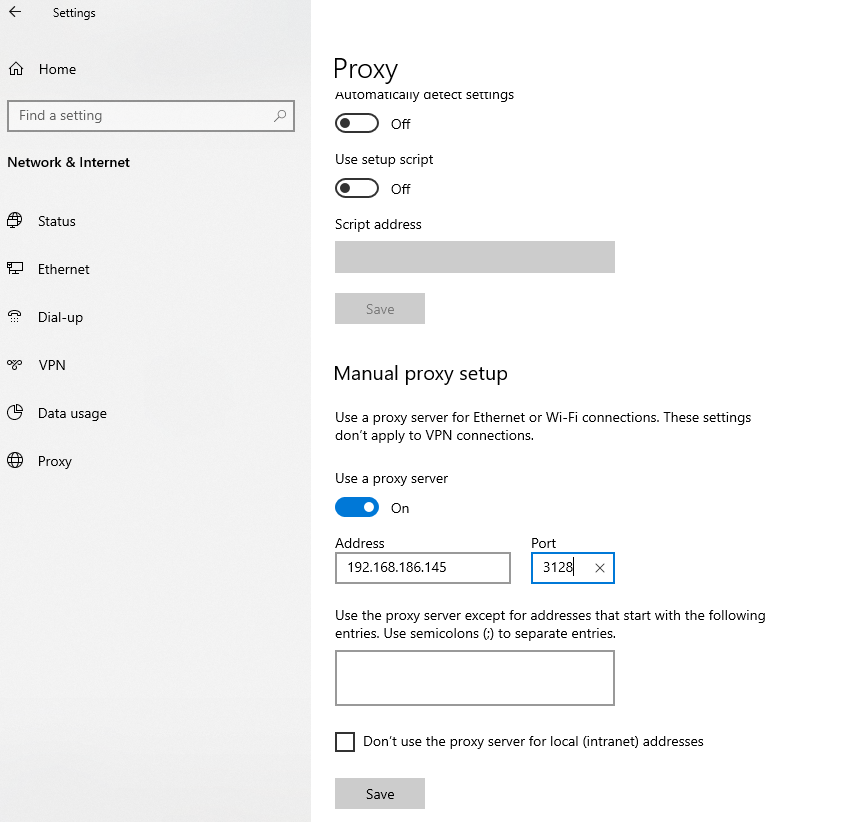 Settings
Home
Find a setting
Network & Internet
Status
Ethernet
Dial-up
VPN
Data usage
Proxy
Proxy
Automatically detect settings
Off
Use setup script
Off
Script address
Save
Manual proxy setup
Use a proxy server for Ethernet or Wi-Fi connections. These settings
don't apply to VPN connections.
Use a proxy server
On
Address
Port
192.168.186.145
3128
Use the proxy server except for addresses that start with the following
entries. Use semicolons (;) to separate entries.
Don't use the proxy server for local (intranet) addresses
Save